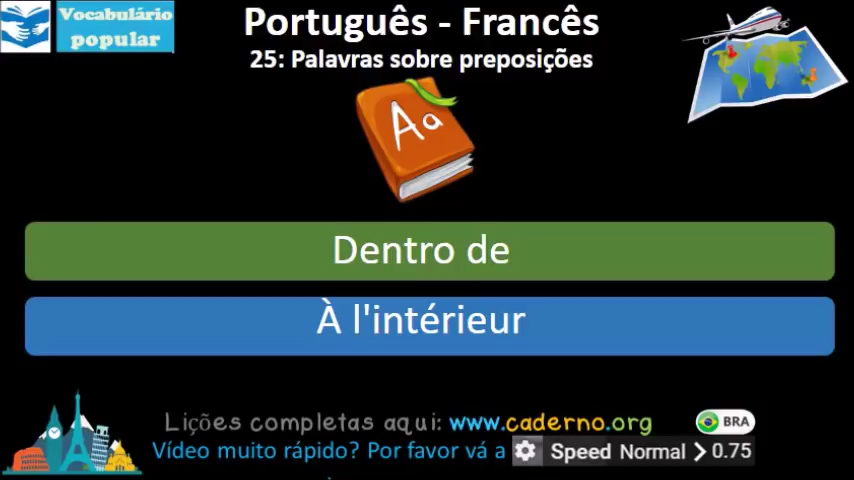 Vocabulário
popular
Português - Francês
25: Palavras sobre preposições
Aa
Dentro de
À l'intérieur
Lições completas aqui: www.caderno.org
BRA
Vídeo muito rápido? Por favor vá a Speed Normal > 0.75